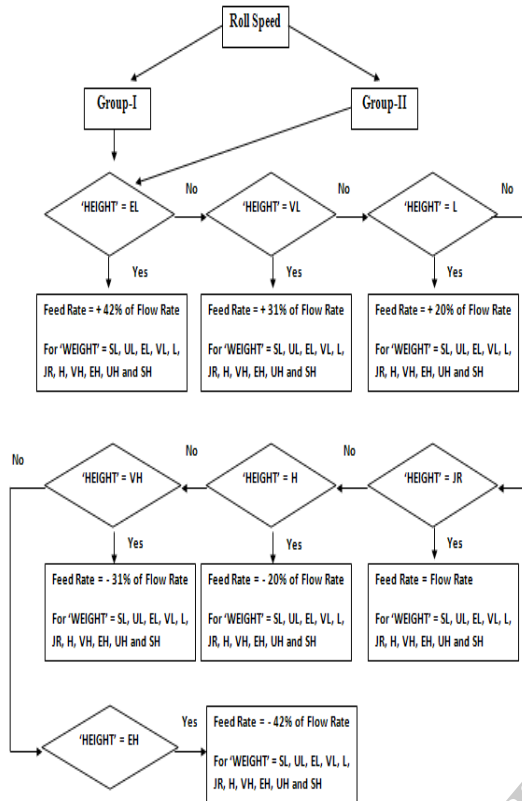 Roll Speed
Group-I
Group-II
'HEIGHT' = EL
No
'HEIGHT' = VL
No
'HEIGHT' = L
No
Yes
Yes
Yes
Feed Rate = + 42% of Flow Rate
For 'WEIGHT' = SL, UL, EL, VL, L,
JR, H, VH, EH, UH and SH
Feed Rate = + 31% of Flow Rate
For 'WEIGHT' = SL, UL, EL, VL, L,
JR, H, VH, EH, UH and SH
Feed Rate = + 20% of Flow Rate
For 'WEIGHT' = SL, UL, EL, VL, L,
JR, H, VH, EH, UH and SH
No
'HEIGHT' = VH
No
'HEIGHT' = H
No
'HEIGHT' = JR
Yes
Yes
Yes
Feed Rate = - 31% of Flow Rate
For 'WEIGHT' = SL, UL, EL, VL, L,
JR, H, VH, EH, UH and SH
Feed Rate = - 20% of Flow Rate
For 'WEIGHT' = SL, UL, EL, VL, L,
JR, H, VH, EH, UH and SH
Feed Rate = Flow Rate
For 'WEIGHT' = SL, UL, EL, VL, L,
JR, H, VH, EH, UH and SH
'HEIGHT' = EH
Yes
Feed Rate = - 42% of Flow Rate
For 'WEIGHT' = SL, UL, EL, VL, L,
JR, H, VH, EH, UH and SH